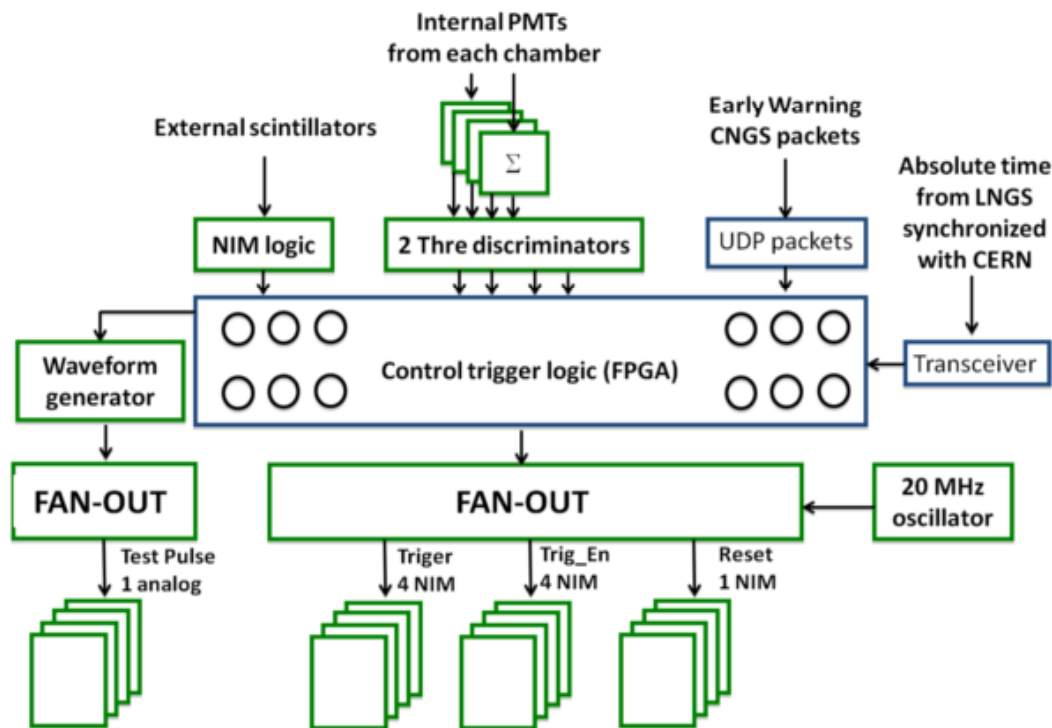 Internal PMTs
from each chamber
External scintillators
Early Warning
CNGS packets
Absolute time
from LNGS
synchronized
with CERN
Σ
NIM logic
2 Thre discriminators
UDP packets
Waveform
generator
Control trigger logic (FPGA)
Transceiver
FAN-OUT
FAN-OUT
20 MHz
oscillator
Test Pulse
1 analog
Triger
4 NIM
Trig_En
4 NIM
Reset
1 NIM